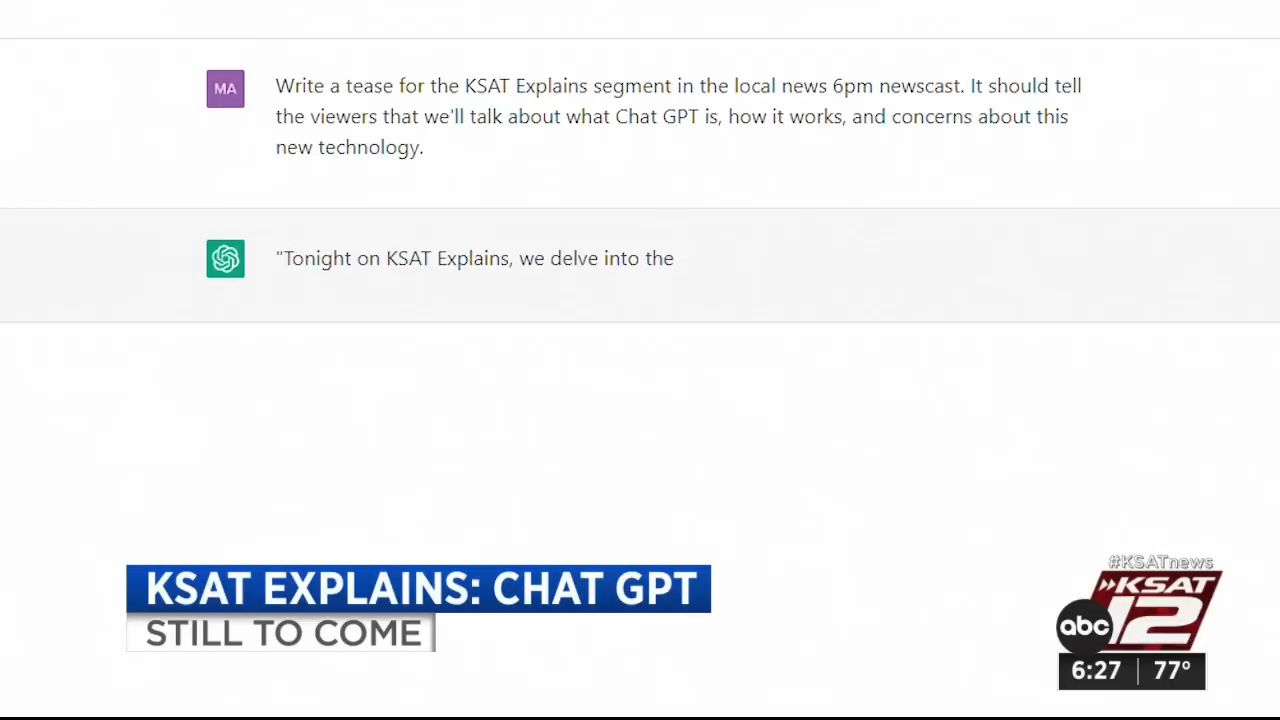 MA
Write a tease for the KSAT Explains segment in the local news 6pm newscast. It should tell
the viewers that we'll talk about what Chat GPT is, how it works, and concerns about this
new technology.
"Tonight on KSAT Explains, we delve into the
KSAT EXPLAINS: CHAT GPT
STILL TO COME
#KSATnews
KSAT
abc 12
6:27 77°